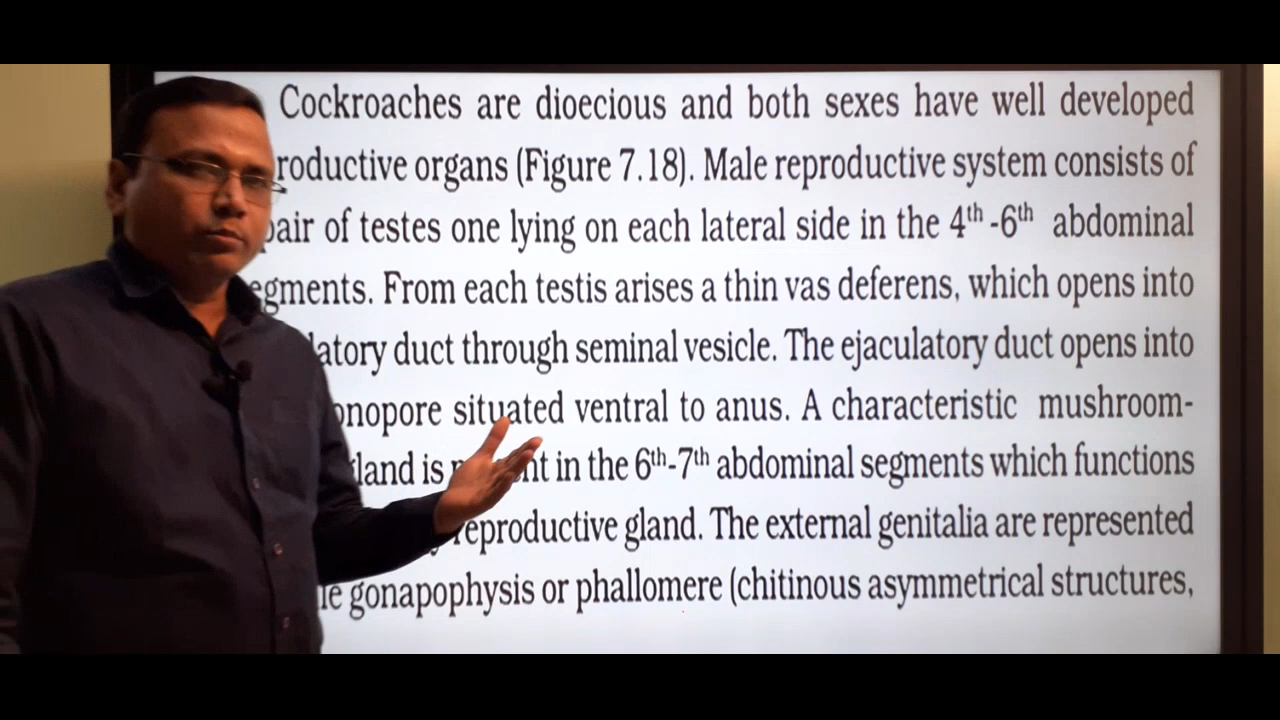 Cockroaches are dioecious and both sexes have well developed
roductive organs (Figure 7.18). Male reproductive system consists of
pair of testes one lying on each lateral side in the 4th -6th abdominal
egments. From each testis arises a thin vas deferens, which opens into
latory duct through seminal vesicle. The ejaculatory duct opens into
onopore situated ventral to anus. A characteristic mushroom-
land is in the 6th-7th abdominal segments which functions
reproductive gland. The external genitalia are represented
gonapophysis or phallomere (chitinous asymmetrical structures,